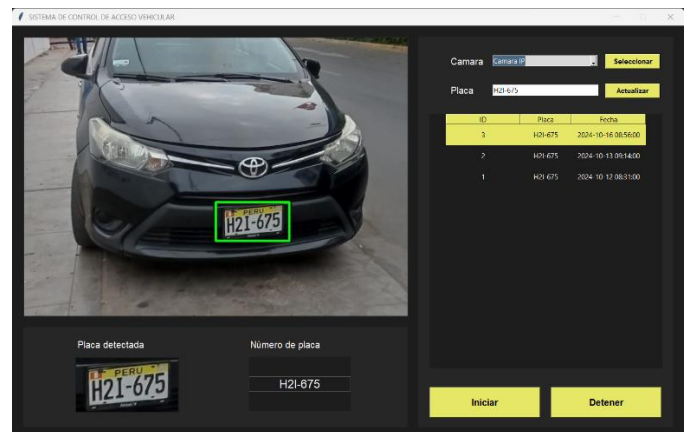 SISTEMA DE CONTROL DE ACCESO VEHICULAR
PERU
H2I-675
Placa detectada
PERU
H2I-675
Número de placa
H2I-675
Camara
Camara IP
Seleccionar
Placa
H2I-675
Actualizar
ID Placa Fecha
3 H2I-675 2024-10-16 08:56:00
2 H2I-675 2024-10-13 09:14:00
1 H2I-675 2024-10-12 08:31:00
Iniciar
Detener